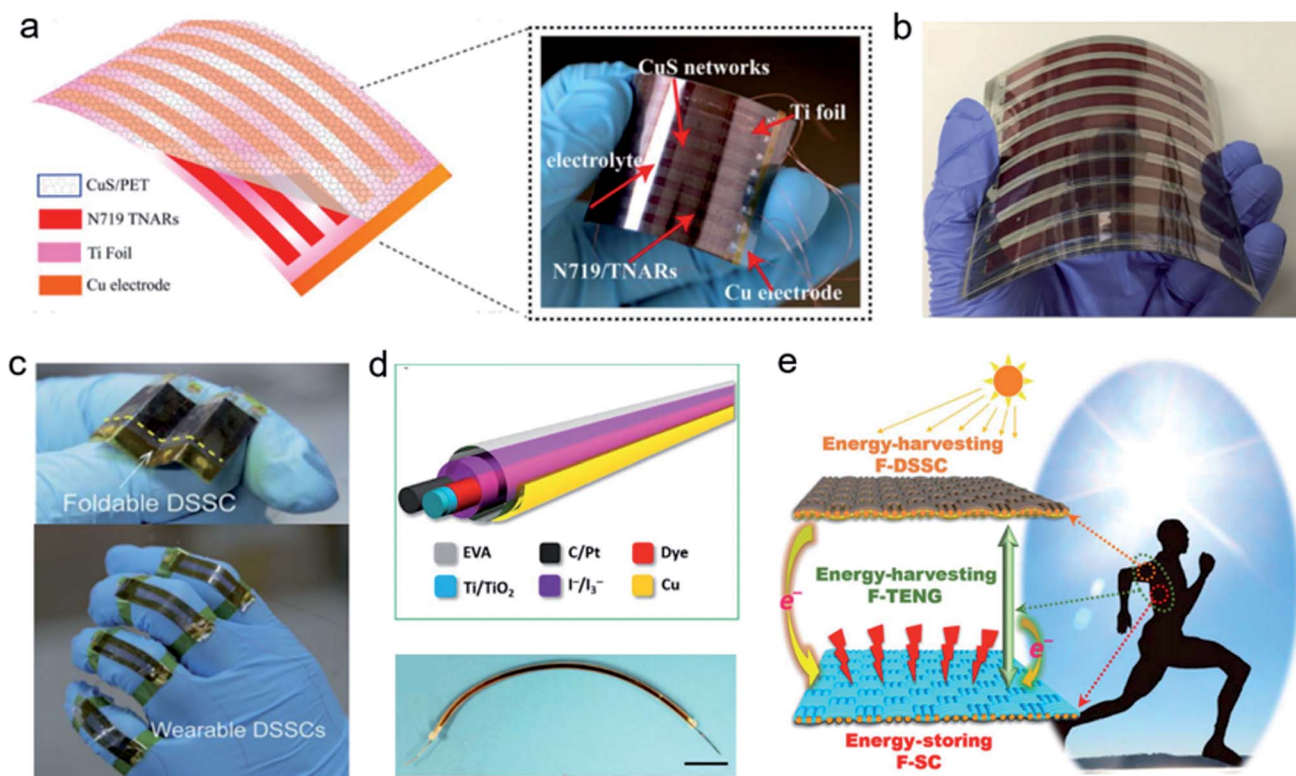 a
CuS networks
Ti foil
electrolyte
N719/TNARs
Cu electrode
CuS/PET
N719 TNARs
Ti Foil
Cu electrode
b
c
Foldable DSSC
Wearable DSSCs
d
EVA
C/Pt
Dye
Ti/TiO₂
I⁻/I₃⁻
Cu
e
Energy-harvesting
F-DSSC
Energy-harvesting
F-TENG
e⁻
e⁻
Energy-storing
F-SC